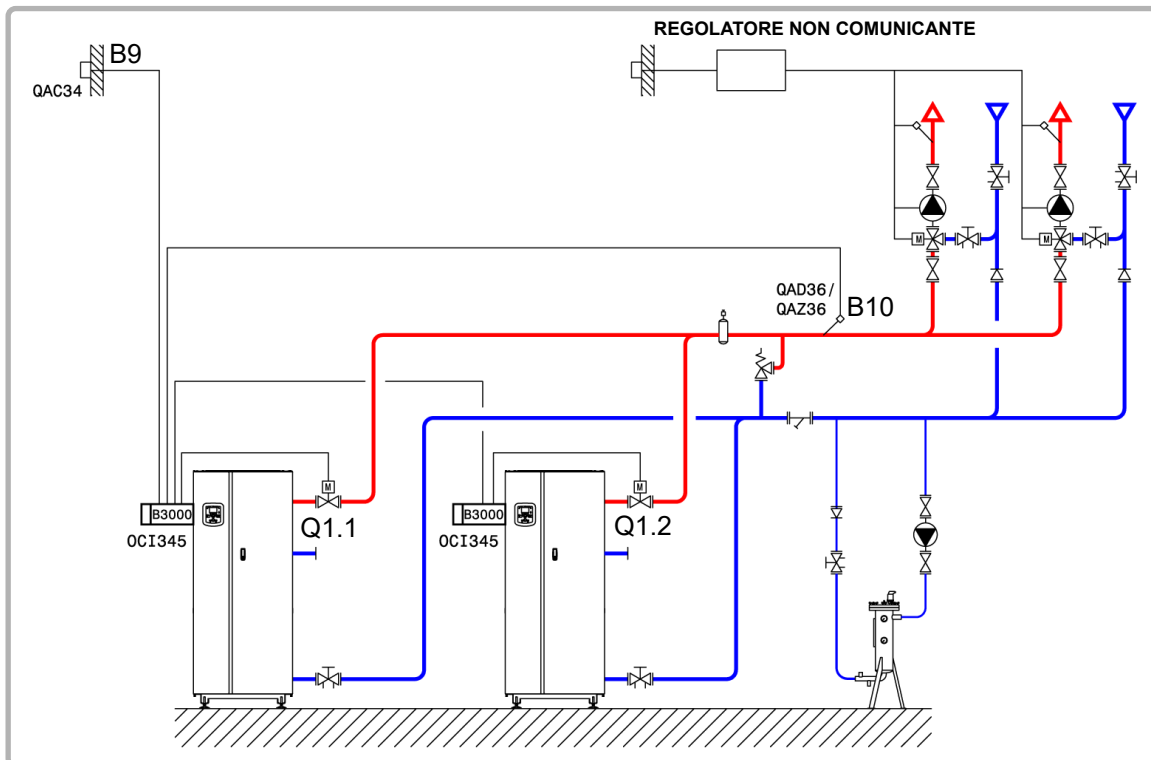 REGOLATORE NON COMUNICANTE
B9
QAC34
M
M
QAD36/
QAZ36
B10
M
M
B3000
B3000
Q1.1
Q1.2
OCI345
OCI345